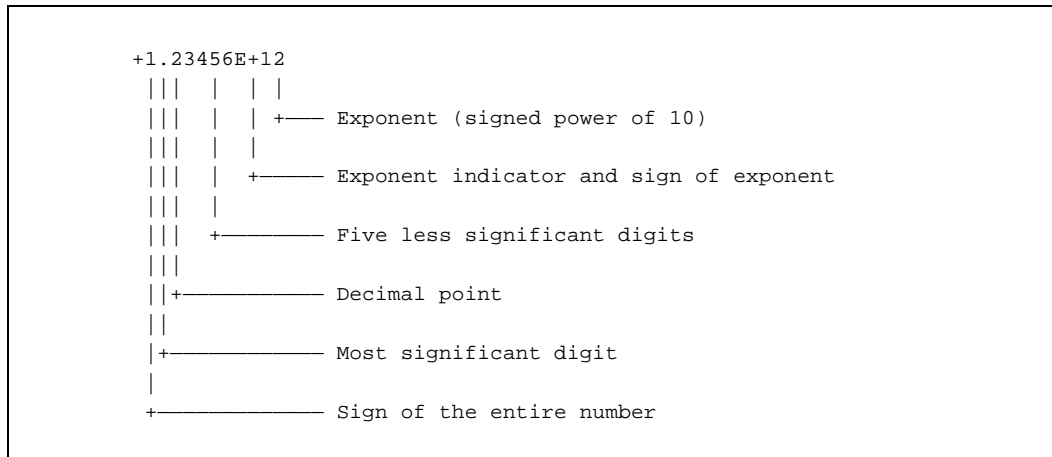 +1.23456E+12
||| | | |
||| | | +——— Exponent (signed power of 10)
||| | |
||| | +————— Exponent indicator and sign of exponent
||| |
||| +———————— Five less significant digits
|||
||+——————————— Decimal point
||
|+———————————— Most significant digit
|
+————————————— Sign of the entire number